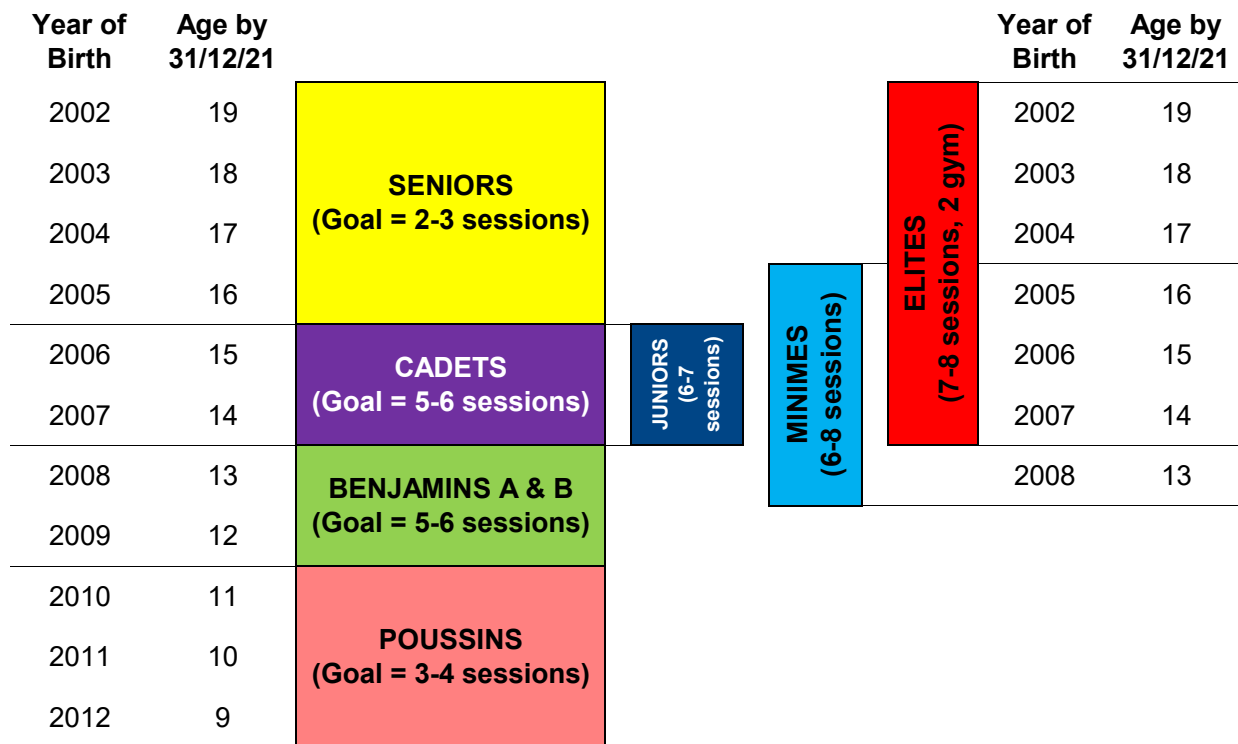 Year of Birth Age by 31/12/21
2002 19
2003 18
2004 17
2005 16
2006 15
2007 14
2008 13
2009 12
2010 11
2011 10
2012 9
SENIORS
(Goal = 2-3 sessions)
CADETS
(Goal = 5-6 sessions)
BENJAMINS A & B
(Goal = 5-6 sessions)
POUSSINS
(Goal = 3-4 sessions)
JUNIORS
(6-7
sessions)
MINIMES
(6-8 sessions)
ELITES
(7-8 sessions, 2 gym)
Year of Birth Age by 31/12/21
2002 19
2003 18
2004 17
2005 16
2006 15
2007 14
2008 13